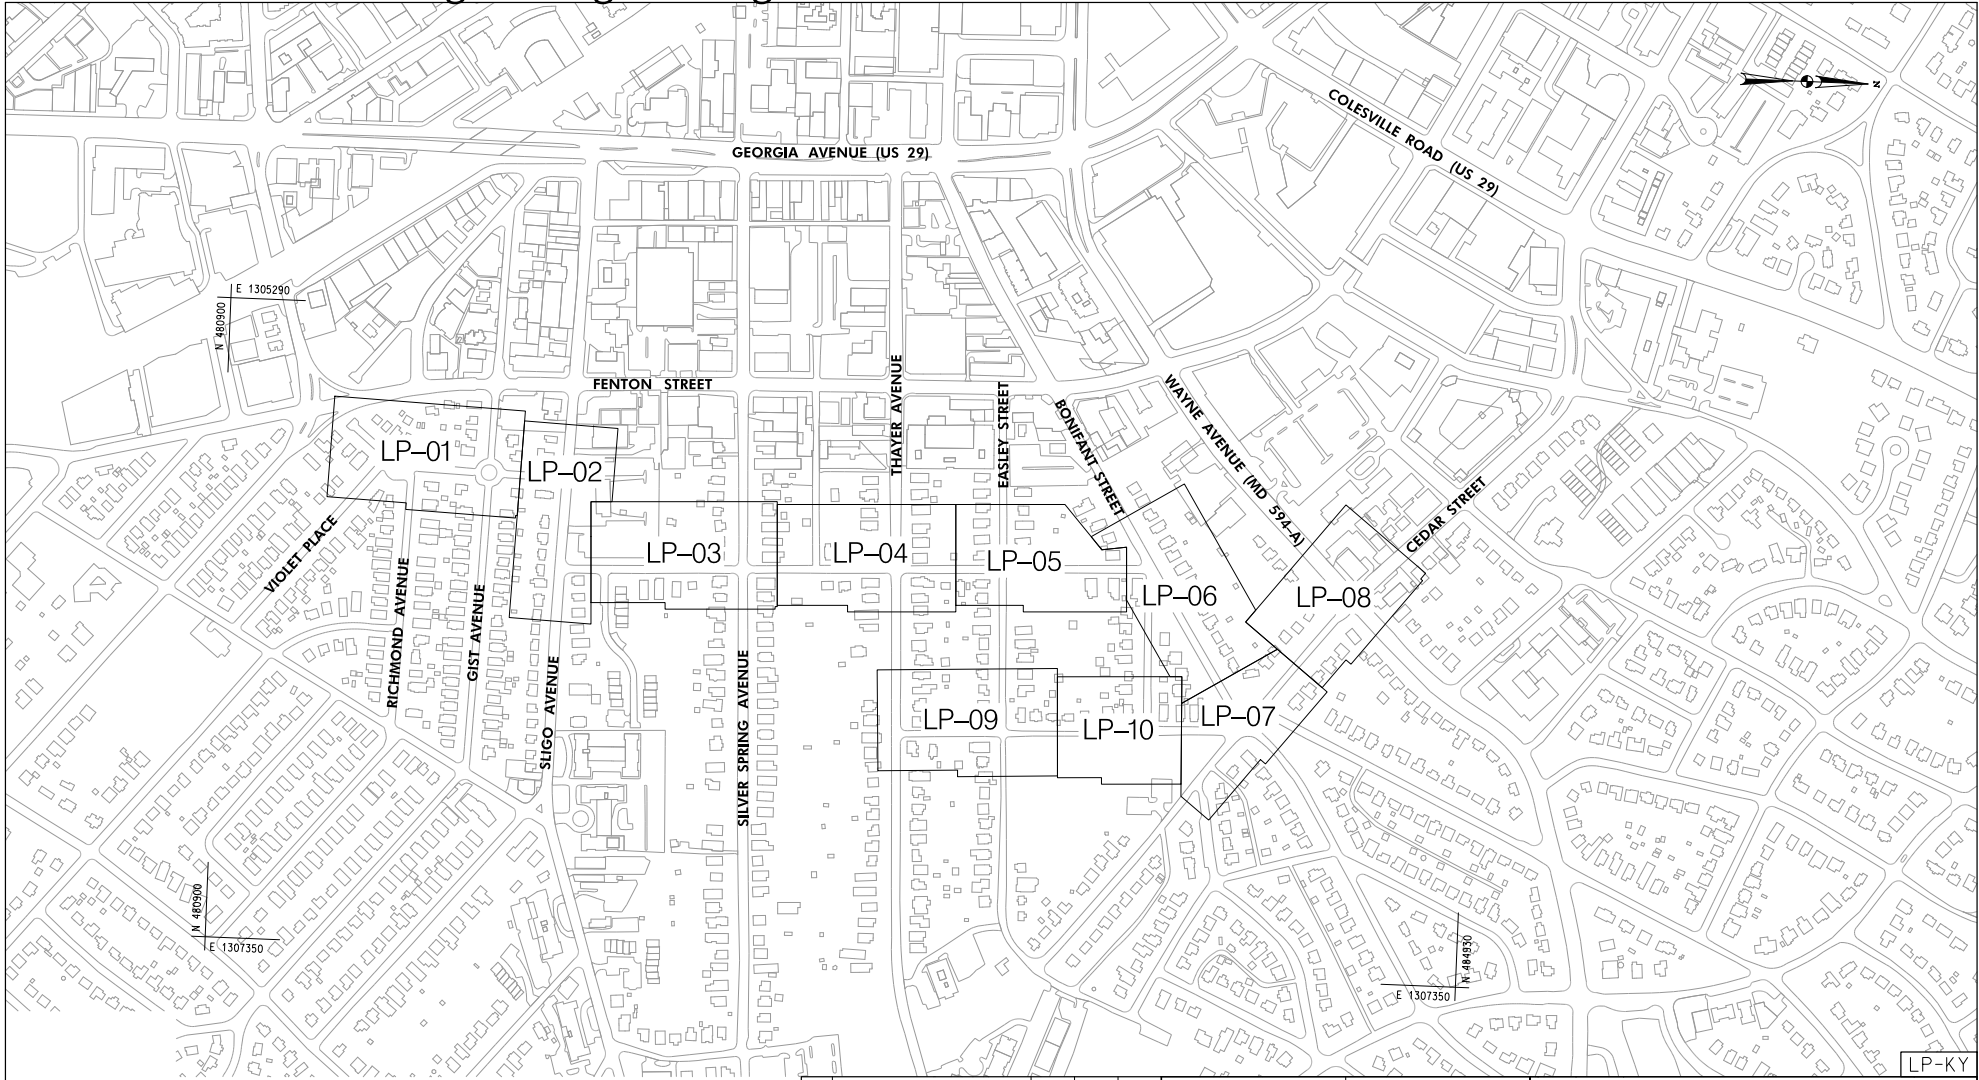 N
COLESVILLE ROAD (US 29)
GEORGIA AVENUE (US 29)
E 1305290
N 480900
FENTON STREET
THAYER AVENUE
EASLEY STREET
BONIFANT STREET
WAYNE AVENUE (MD 594-A)
CEDAR STREET
LP-01
LP-02
LP-03
LP-04
LP-05
LP-06
LP-08
VIOLET PLACE
RICHMOND AVENUE
GIST AVENUE
SLIGO AVENUE
SILVER SPRING AVENUE
LP-09
LP-10
LP-07
N 480900
E 1307350
N 484930
E 1307350
LP-KY